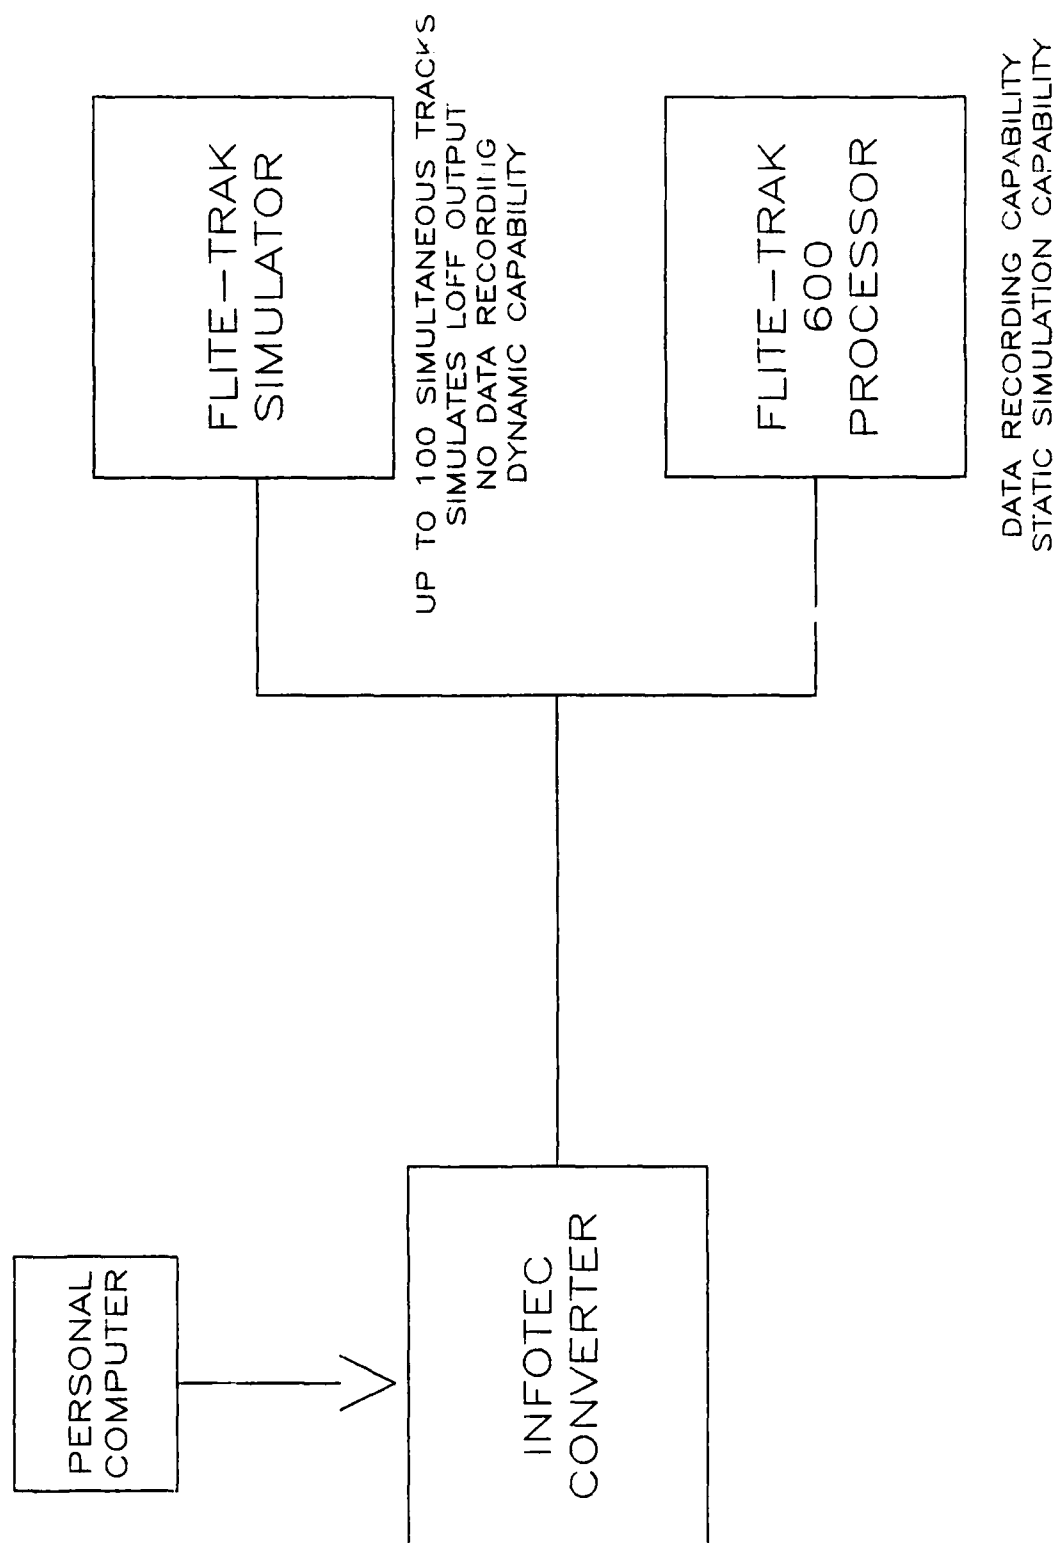 PERSONAL
COMPUTER
INFOTEC
CONVERTER
FLITE-TRAK
SIMULATOR
UP TO 100 SIMULTANEOUS TRACKS
SIMULATES LOFF OUTPUT
NO DATA RECORDING
DYNAMIC CAPABILITY
FLITE-TRAK
600
PROCESSOR
DATA RECORDING CAPABILITY
STATIC SIMULATION CAPABILITY